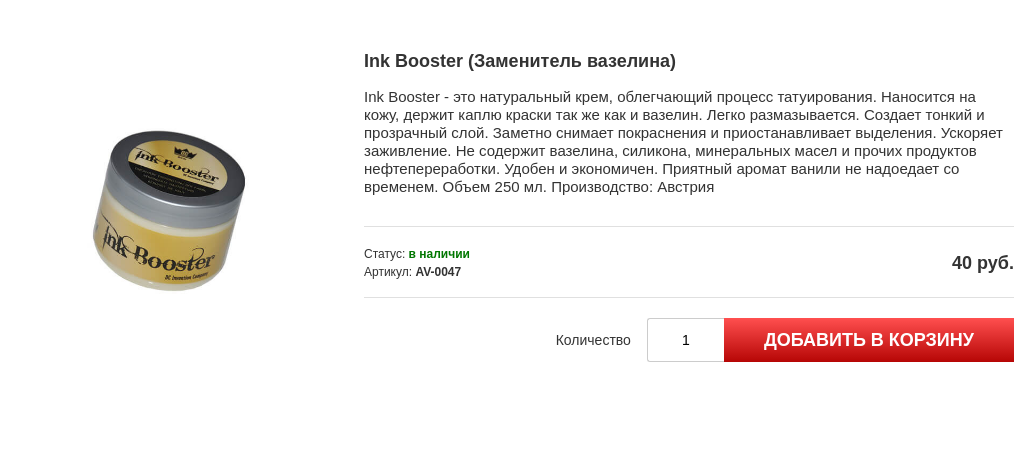 Ink Booster (Заменитель вазелина)
Ink Booster - это натуральный крем, облегчающий процесс татуирования. Наносится на
кожу, держит каплю краски так же как и вазелин. Легко размазывается. Создает тонкий и
прозрачный слой. Заметно снимает покраснения и приостанавливает выделения. Ускоряет
заживление. Не содержит вазелина, силикона, минеральных масел и прочих продуктов
нефтепереработки. Удобен и экономичен. Приятный аромат ванили не надоедает со
временем. Объем 250 мл. Производство: Австрия
Ink Booster
Ink Booster
Статус: в наличии
Артикул: AV-0047
40 руб.
Количество
1
ДОБАВИТЬ В КОРЗИНУ